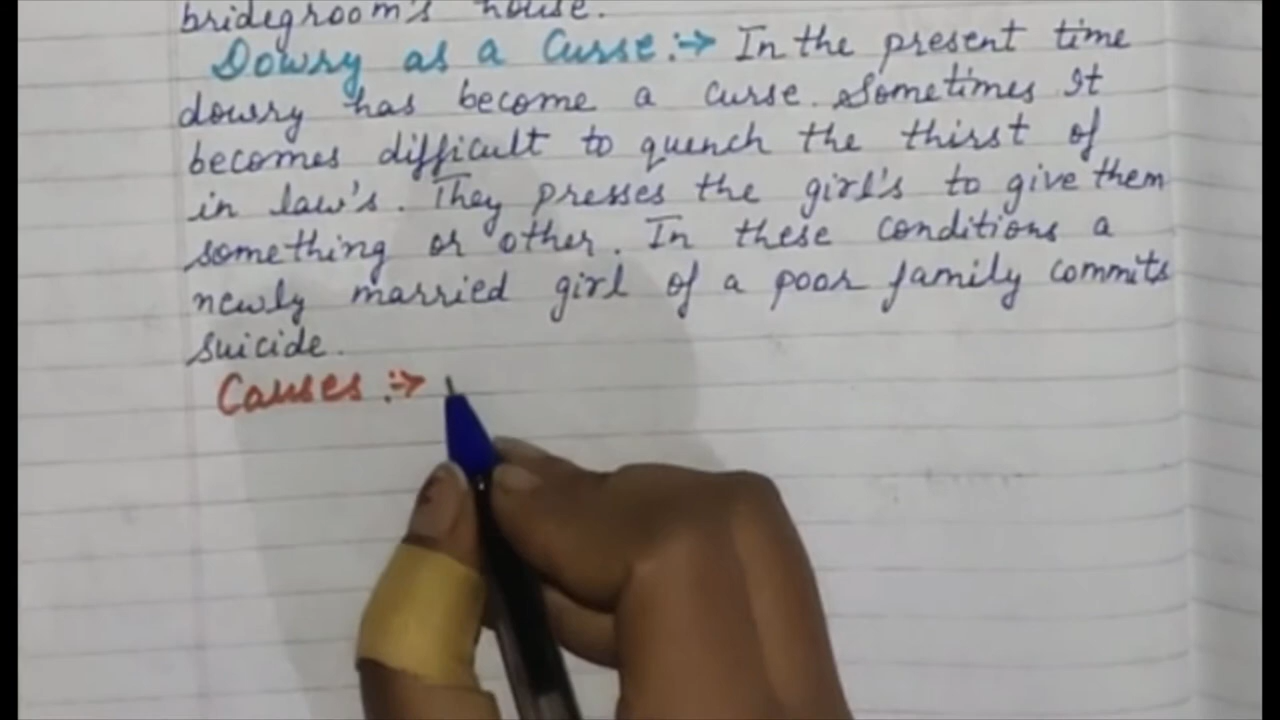 bridegroom's house.
Dowry as a Curse :-> In the present time
dowry has become a curse. Sometimes It
becomes difficult to quench the thirst of
in law's. They presses the girl's to give them
something or other. In these conditions a
newly married girl of a poor family commits
suicide.
Causes :->